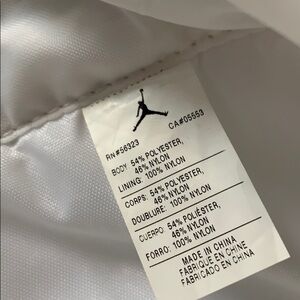 RN#56323 CA#05553
BODY: 54% POLYESTER,
46% NYLON
LINING: 100% NYLON
CORPS: 54% POLYESTER,
46% NYLON
DOUBLURE: 100% NYLON
CUERPO: 54% POLIÉSTER,
46% NYLON
FORRO: 100% NYLON
MADE IN CHINA
FABRIQUÉ EN CHINE
FABRICADO EN CHINA